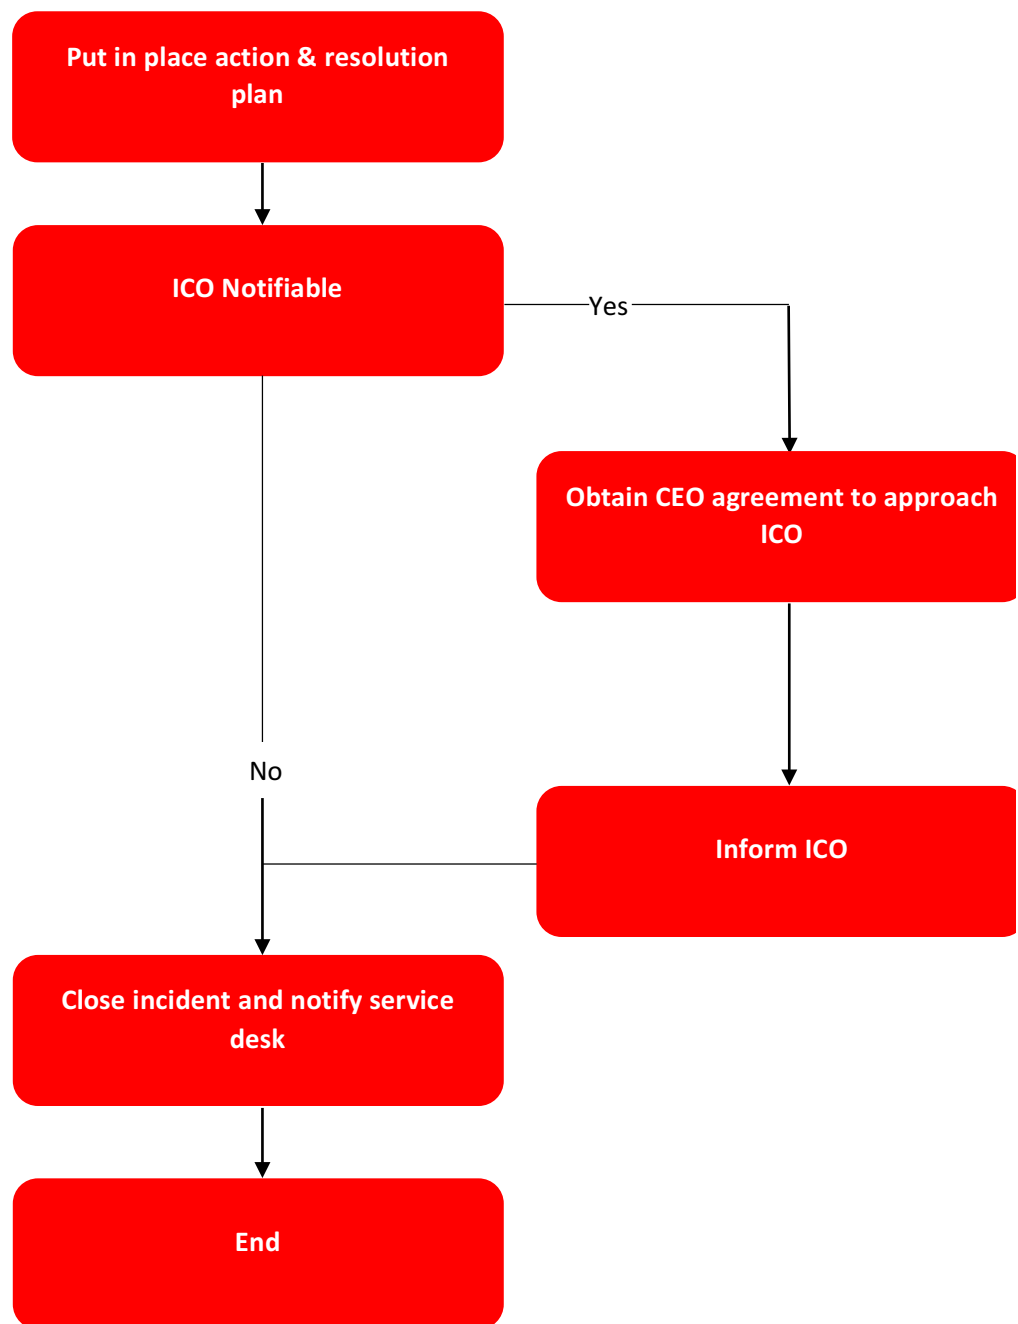 Put in place action & resolution
plan
ICO Notifiable
Yes
Obtain CEO agreement to approach
ICO
No
Inform ICO
Close incident and notify service
desk
End